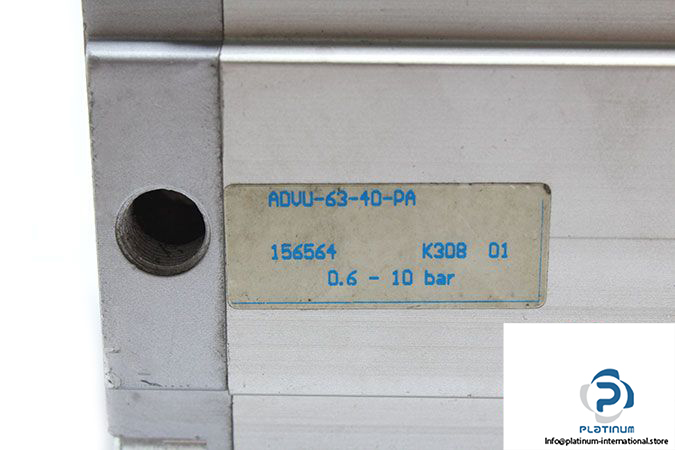 ADVU-63-40-PA
156564 K308 01
0.6 - 10 bar
PLATINUM
Info@platinum-international.store